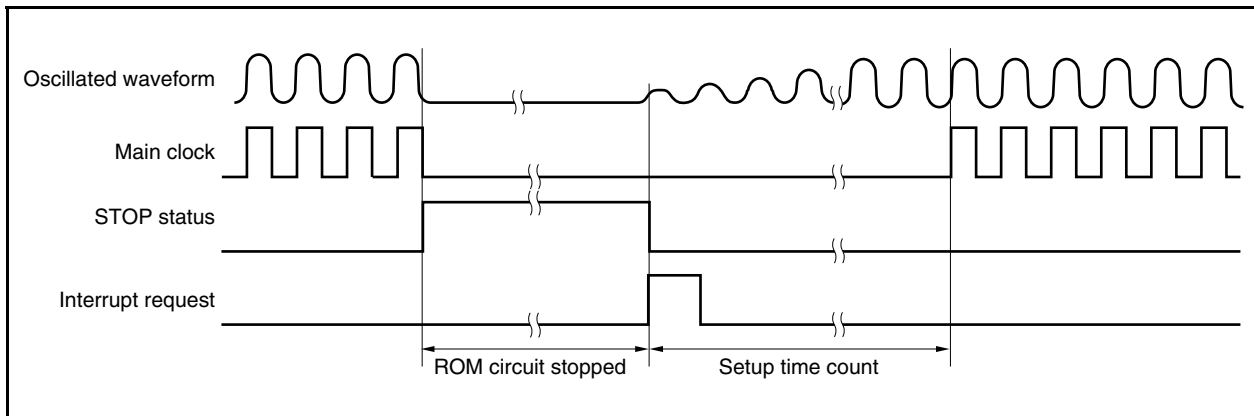 Oscillated waveform
Main clock
STOP status
Interrupt request
ROM circuit stopped
Setup time count